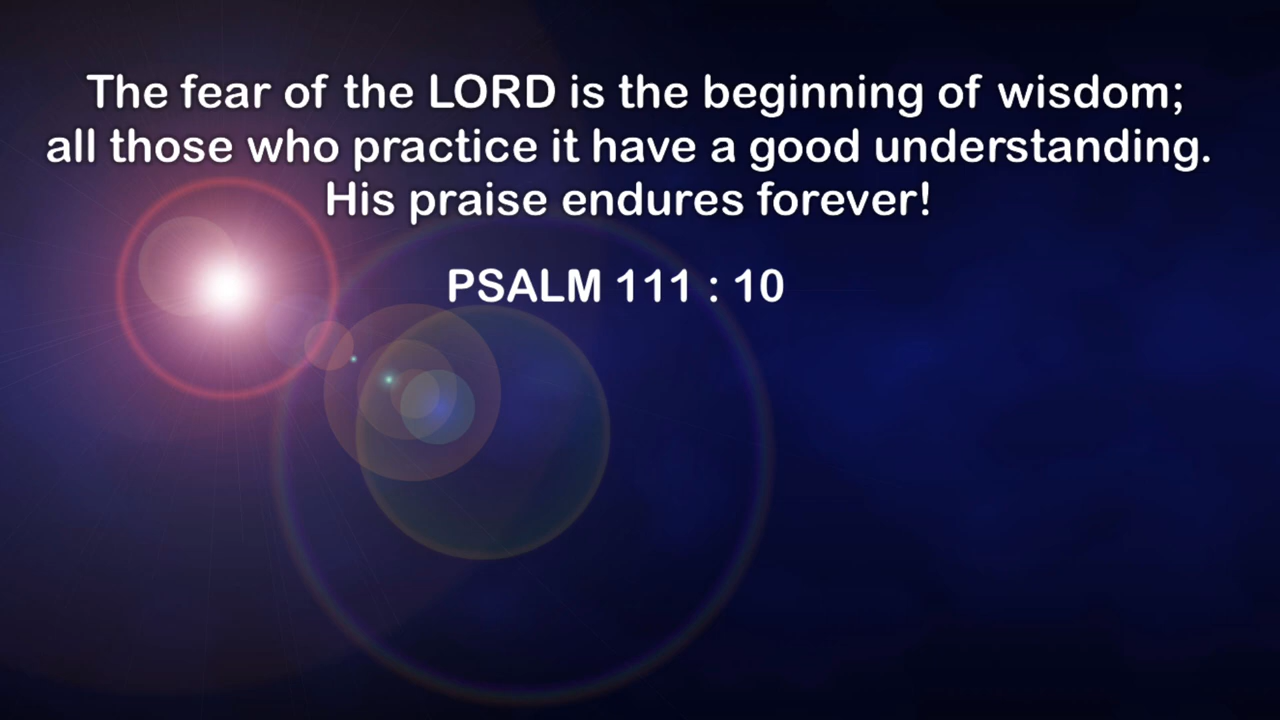 The fear of the LORD is the beginning of wisdom;
all those who practice it have a good understanding.
His praise endures forever!
PSALM 111 : 10